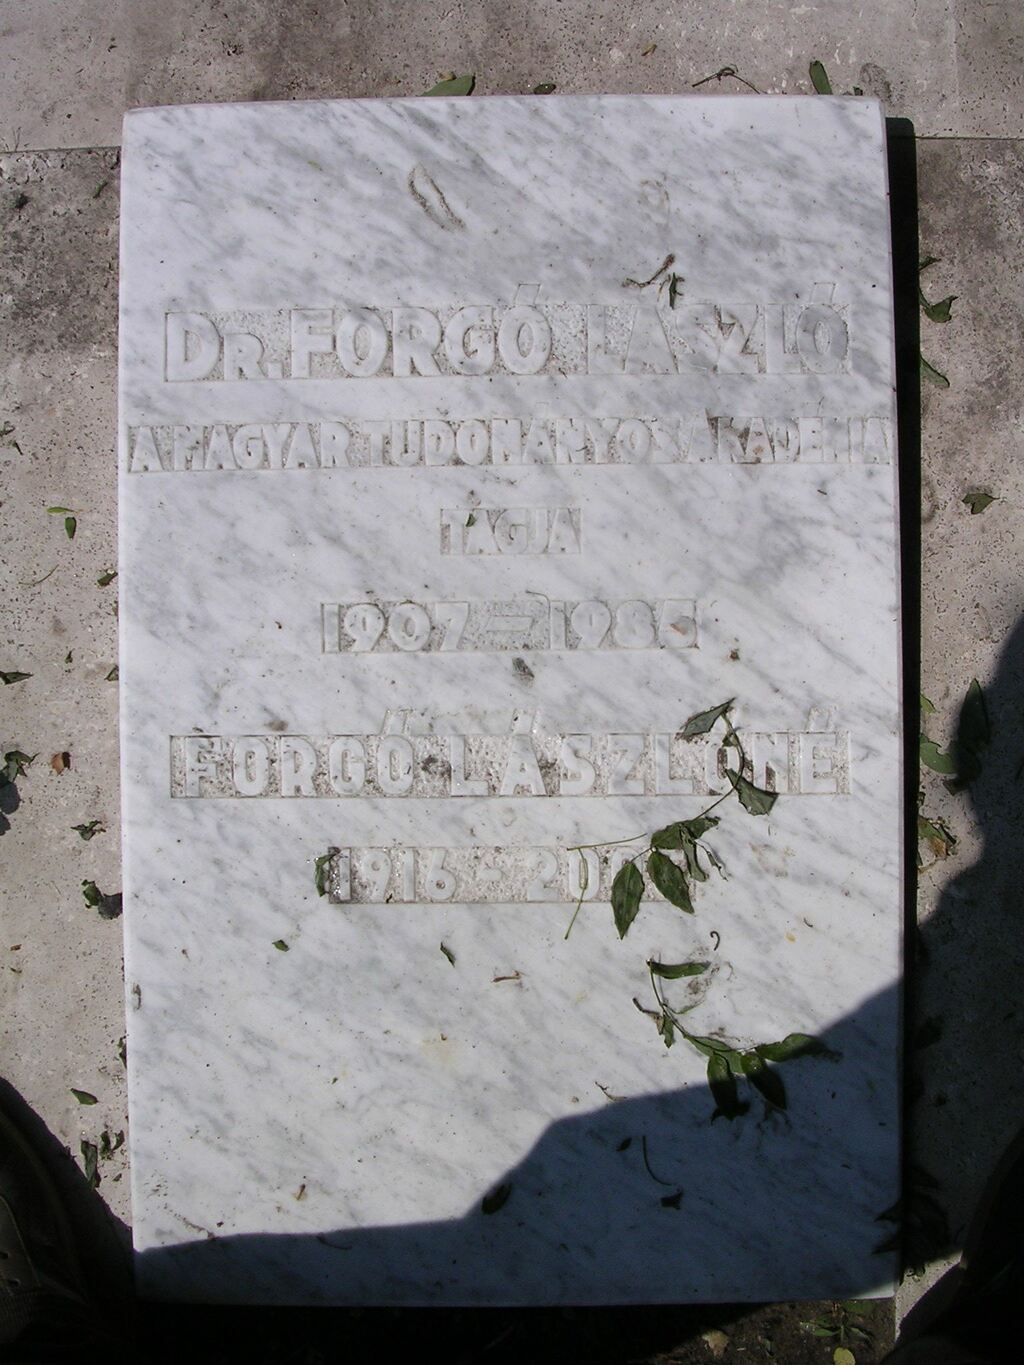 Dr. FORGÓ LÁSZLÓ
A MAGYAR TUDOMÁNYOS AKADÉMIA
TAGJA
1907-1985
FORGÓ LÁSZLÓNÉ
1916-